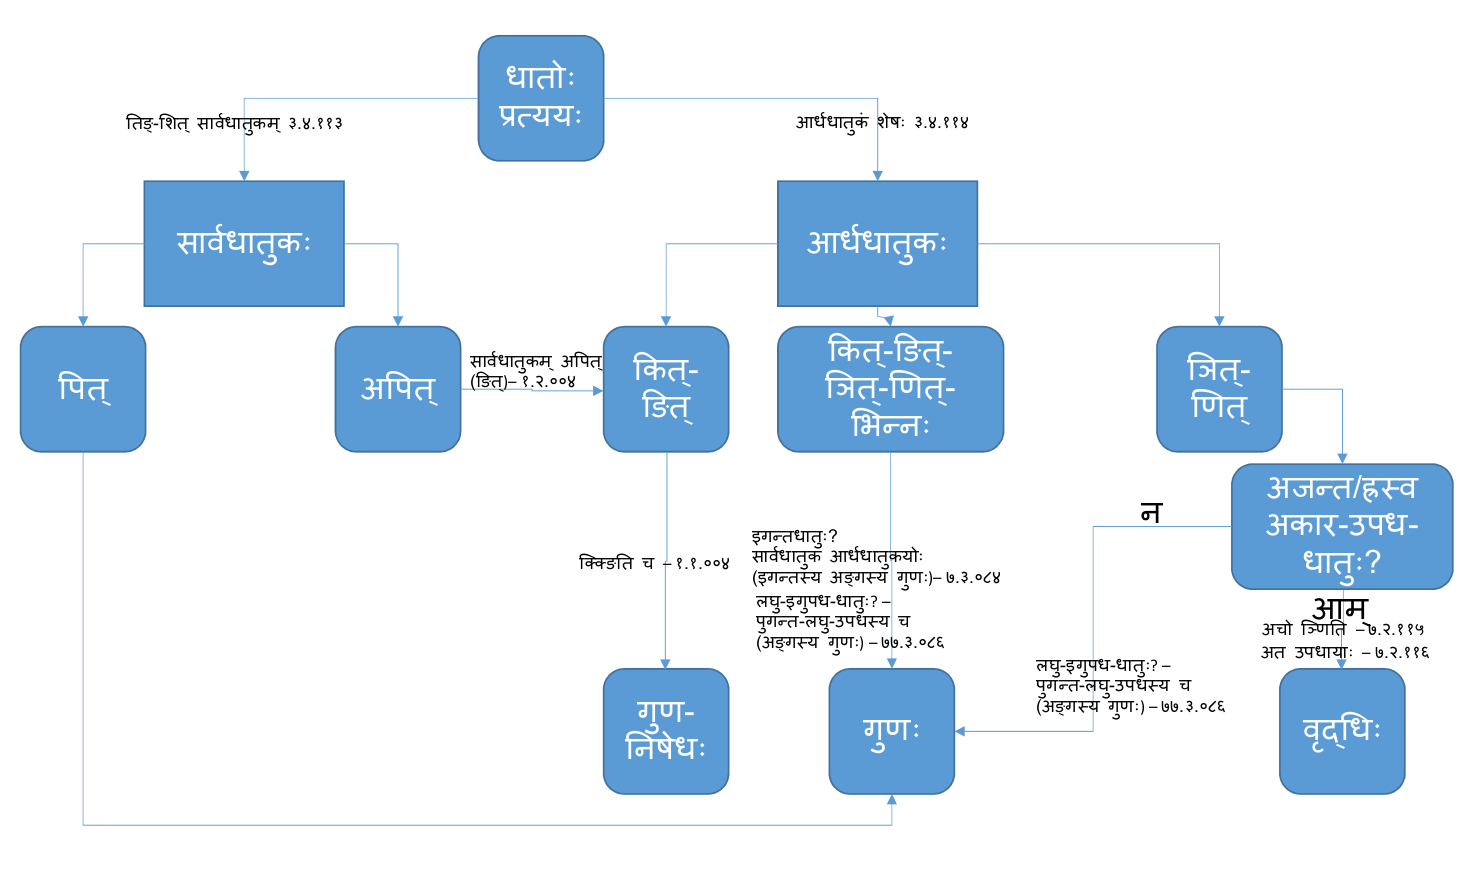 धातोः
प्रत्ययः
तिङ्-शित् सार्वधातुकम् ३.४.११३
आर्धधातुकं शेषः ३.४.११४
सार्वधातुकः
आर्धधातुकः
पित्
अपित्
सार्वधातुकम् अपित्
(ङित्)– १.२.००४
कित्-
ङित्
कित्-ङित्-
ञित्-णित्-
भिन्नः
ञित्-
णित्
अजन्त/ह्रस्व
अकार-उपध-
धातुः?
न
आम्
क्क्ङिति च – १.१.००४
इगन्तधातुः?
सार्वधातुक आर्धधातुकयोः
(इगन्तस्य अङ्गस्य गुणः)– ७.३.०८४
लघु-इगुपध-धातुः? –
पुगन्त-लघु-उपधस्य च
(अङ्गस्य गुणः) – ७७.३.०८६
अचो ञ्णिति – ७.२.११५
अत उपधायाः – ७.२.११६
लघु-इगुपध-धातुः? –
पुगन्त-लघु-उपधस्य च
(अङ्गस्य गुणः) – ७७.३.०८६
गुण-
निषेधः
गुणः
वृद्धिः